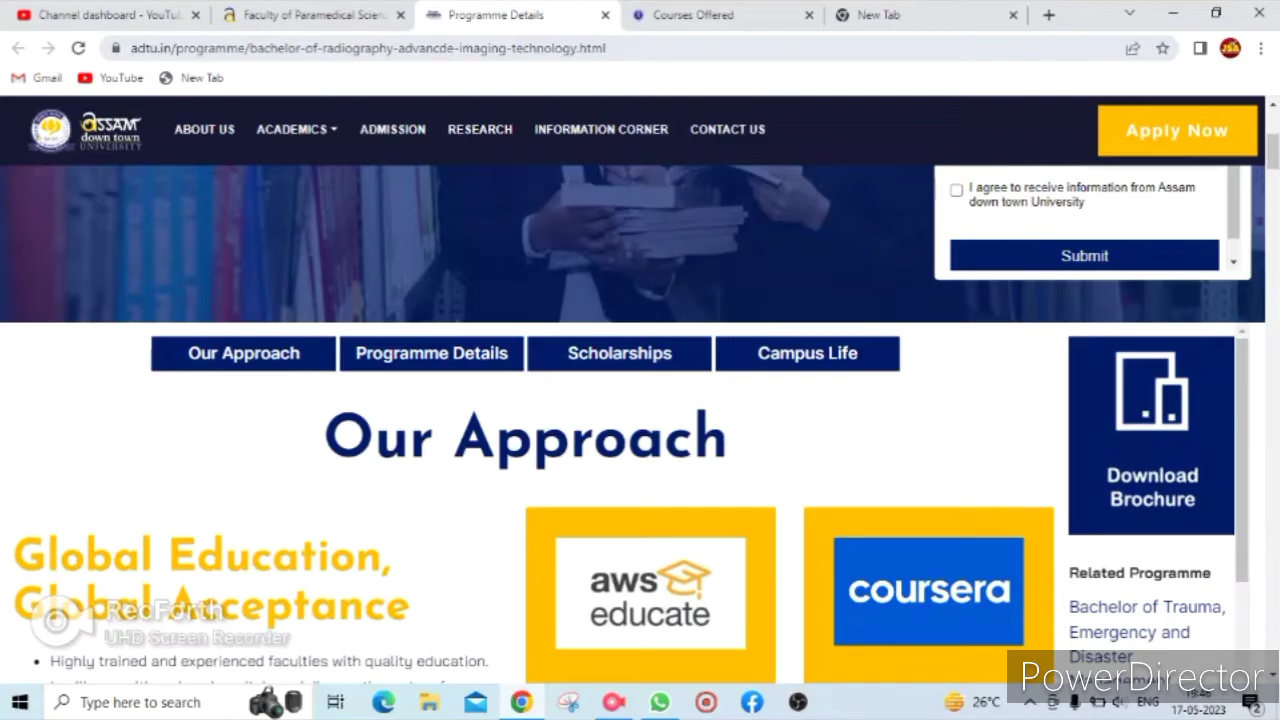 Channel dashboard - YouTu
Faculty of Paramedical Scien
Programme Details
Courses Offered
New Tab
adtu.in/programme/bachelor-of-radiography-advancde-imaging-technology.html
Gmail
YouTube
New Tab
assam
down town
UNIVERSITY
ABOUT US
ACADEMICS
ADMISSION
RESEARCH
INFORMATION CORNER
CONTACT US
Apply Now
I agree to receive information from Assam
down town University
Submit
Our Approach
Programme Details
Scholarships
Campus Life
Our Approach
Download
Brochure
Global Education,
Global Acceptance
aws
educate
coursera
Related Programme
Bachelor of Trauma,
Emergency and
Disaster
RecForth
UHD Screen Recorder
Highly trained and experienced faculties with quality education.
PowerDirector
Type here to search
26°C
ENG
17-05-2023
2